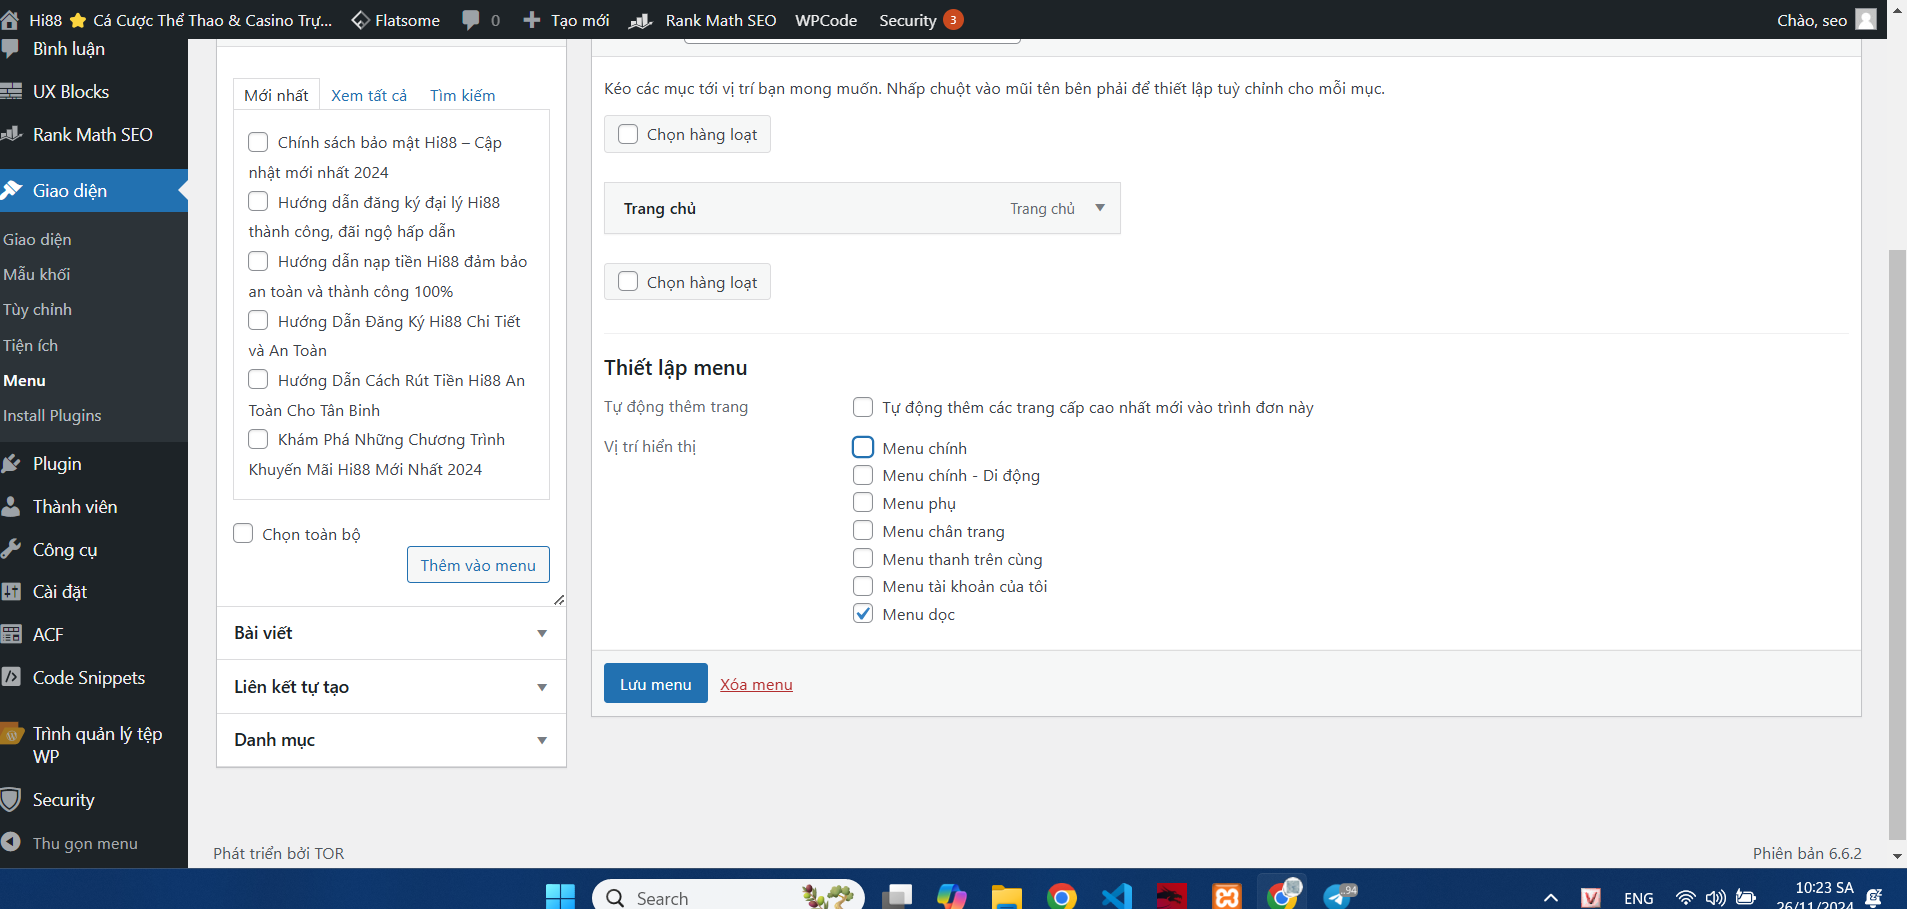 Hi88 ⭐ Cá Cược Thể Thao & Casino Trự... Flatsome 0 Tạo mới Rank Math SEO WPCode Security 3 Chào, seo
Bình luận
UX Blocks
Rank Math SEO
Giao diện
Giao diện
Mẫu khối
Tùy chỉnh
Tiện ích
Menu
Install Plugins
Plugin
Thành viên
Công cụ
Cài đặt
ACF
Code Snippets
Trình quản lý tệp
WP
Security
Thu gọn menu
Mới nhất Xem tất cả Tìm kiếm
Chính sách bảo mật Hi88 – Cập
nhật mới nhất 2024
Hướng dẫn đăng ký đại lý Hi88
thành công, đãi ngộ hấp dẫn
Hướng dẫn nạp tiền Hi88 đảm bảo
an toàn và thành công 100%
Hướng Dẫn Đăng Ký Hi88 Chi Tiết
và An Toàn
Hướng Dẫn Cách Rút Tiền Hi88 An
Toàn Cho Tân Binh
Khám Phá Những Chương Trình
Khuyến Mãi Hi88 Mới Nhất 2024
Chọn toàn bộ
Thêm vào menu
Bài viết
Liên kết tự tạo
Danh mục
Kéo các mục tới vị trí bạn mong muốn. Nhấp chuột vào mũi tên bên phải để thiết lập tuỳ chỉnh cho mỗi mục.
Chọn hàng loạt
Trang chủ Trang chủ
Chọn hàng loạt
Thiết lập menu
Tự động thêm trang
Tự động thêm các trang cấp cao nhất mới vào trình đơn này
Vị trí hiển thị
Menu chính
Menu chính - Di động
Menu phụ
Menu chân trang
Menu thanh trên cùng
Menu tài khoản của tôi
Menu dọc
Lưu menu Xóa menu
Phát triển bởi TOR Phiên bản 6.6.2
Search 94 V ENG 10:23 SA
26/11/2024